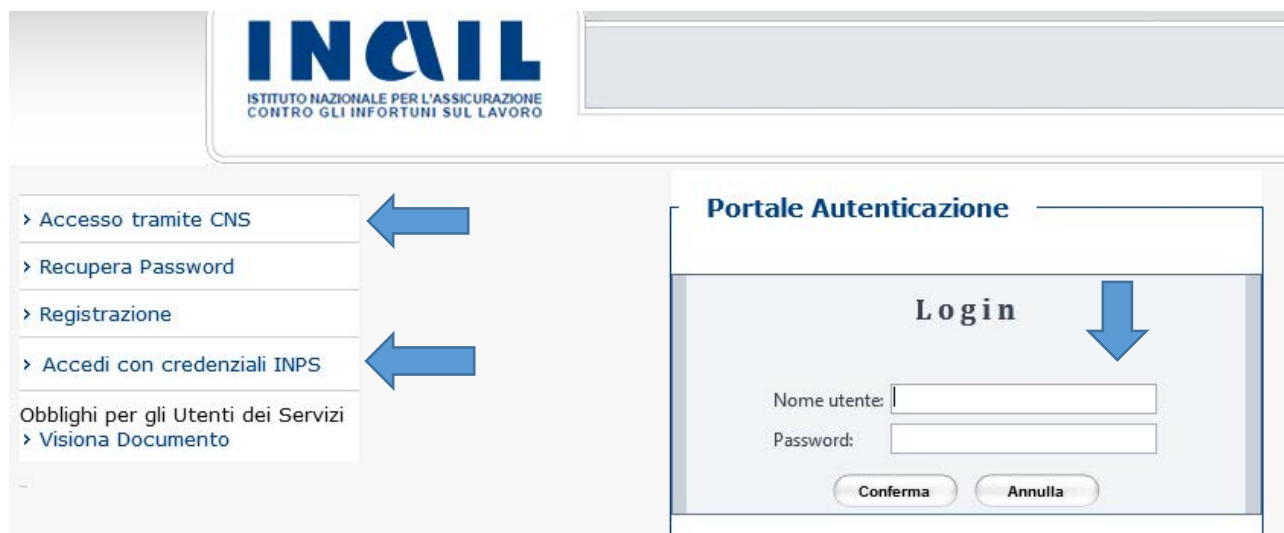 INAIL
ISTITUTO NAZIONALE PER L'ASSICURAZIONE
CONTRO GLI INFORTUNI SUL LAVORO
> Accesso tramite CNS
> Recupera Password
> Registrazione
> Accedi con credenziali INPS
Obblighi per gli Utenti dei Servizi
> Visiona Documento
Portale Autenticazione
Login
Nome utente:
Password:
Conferma Annulla